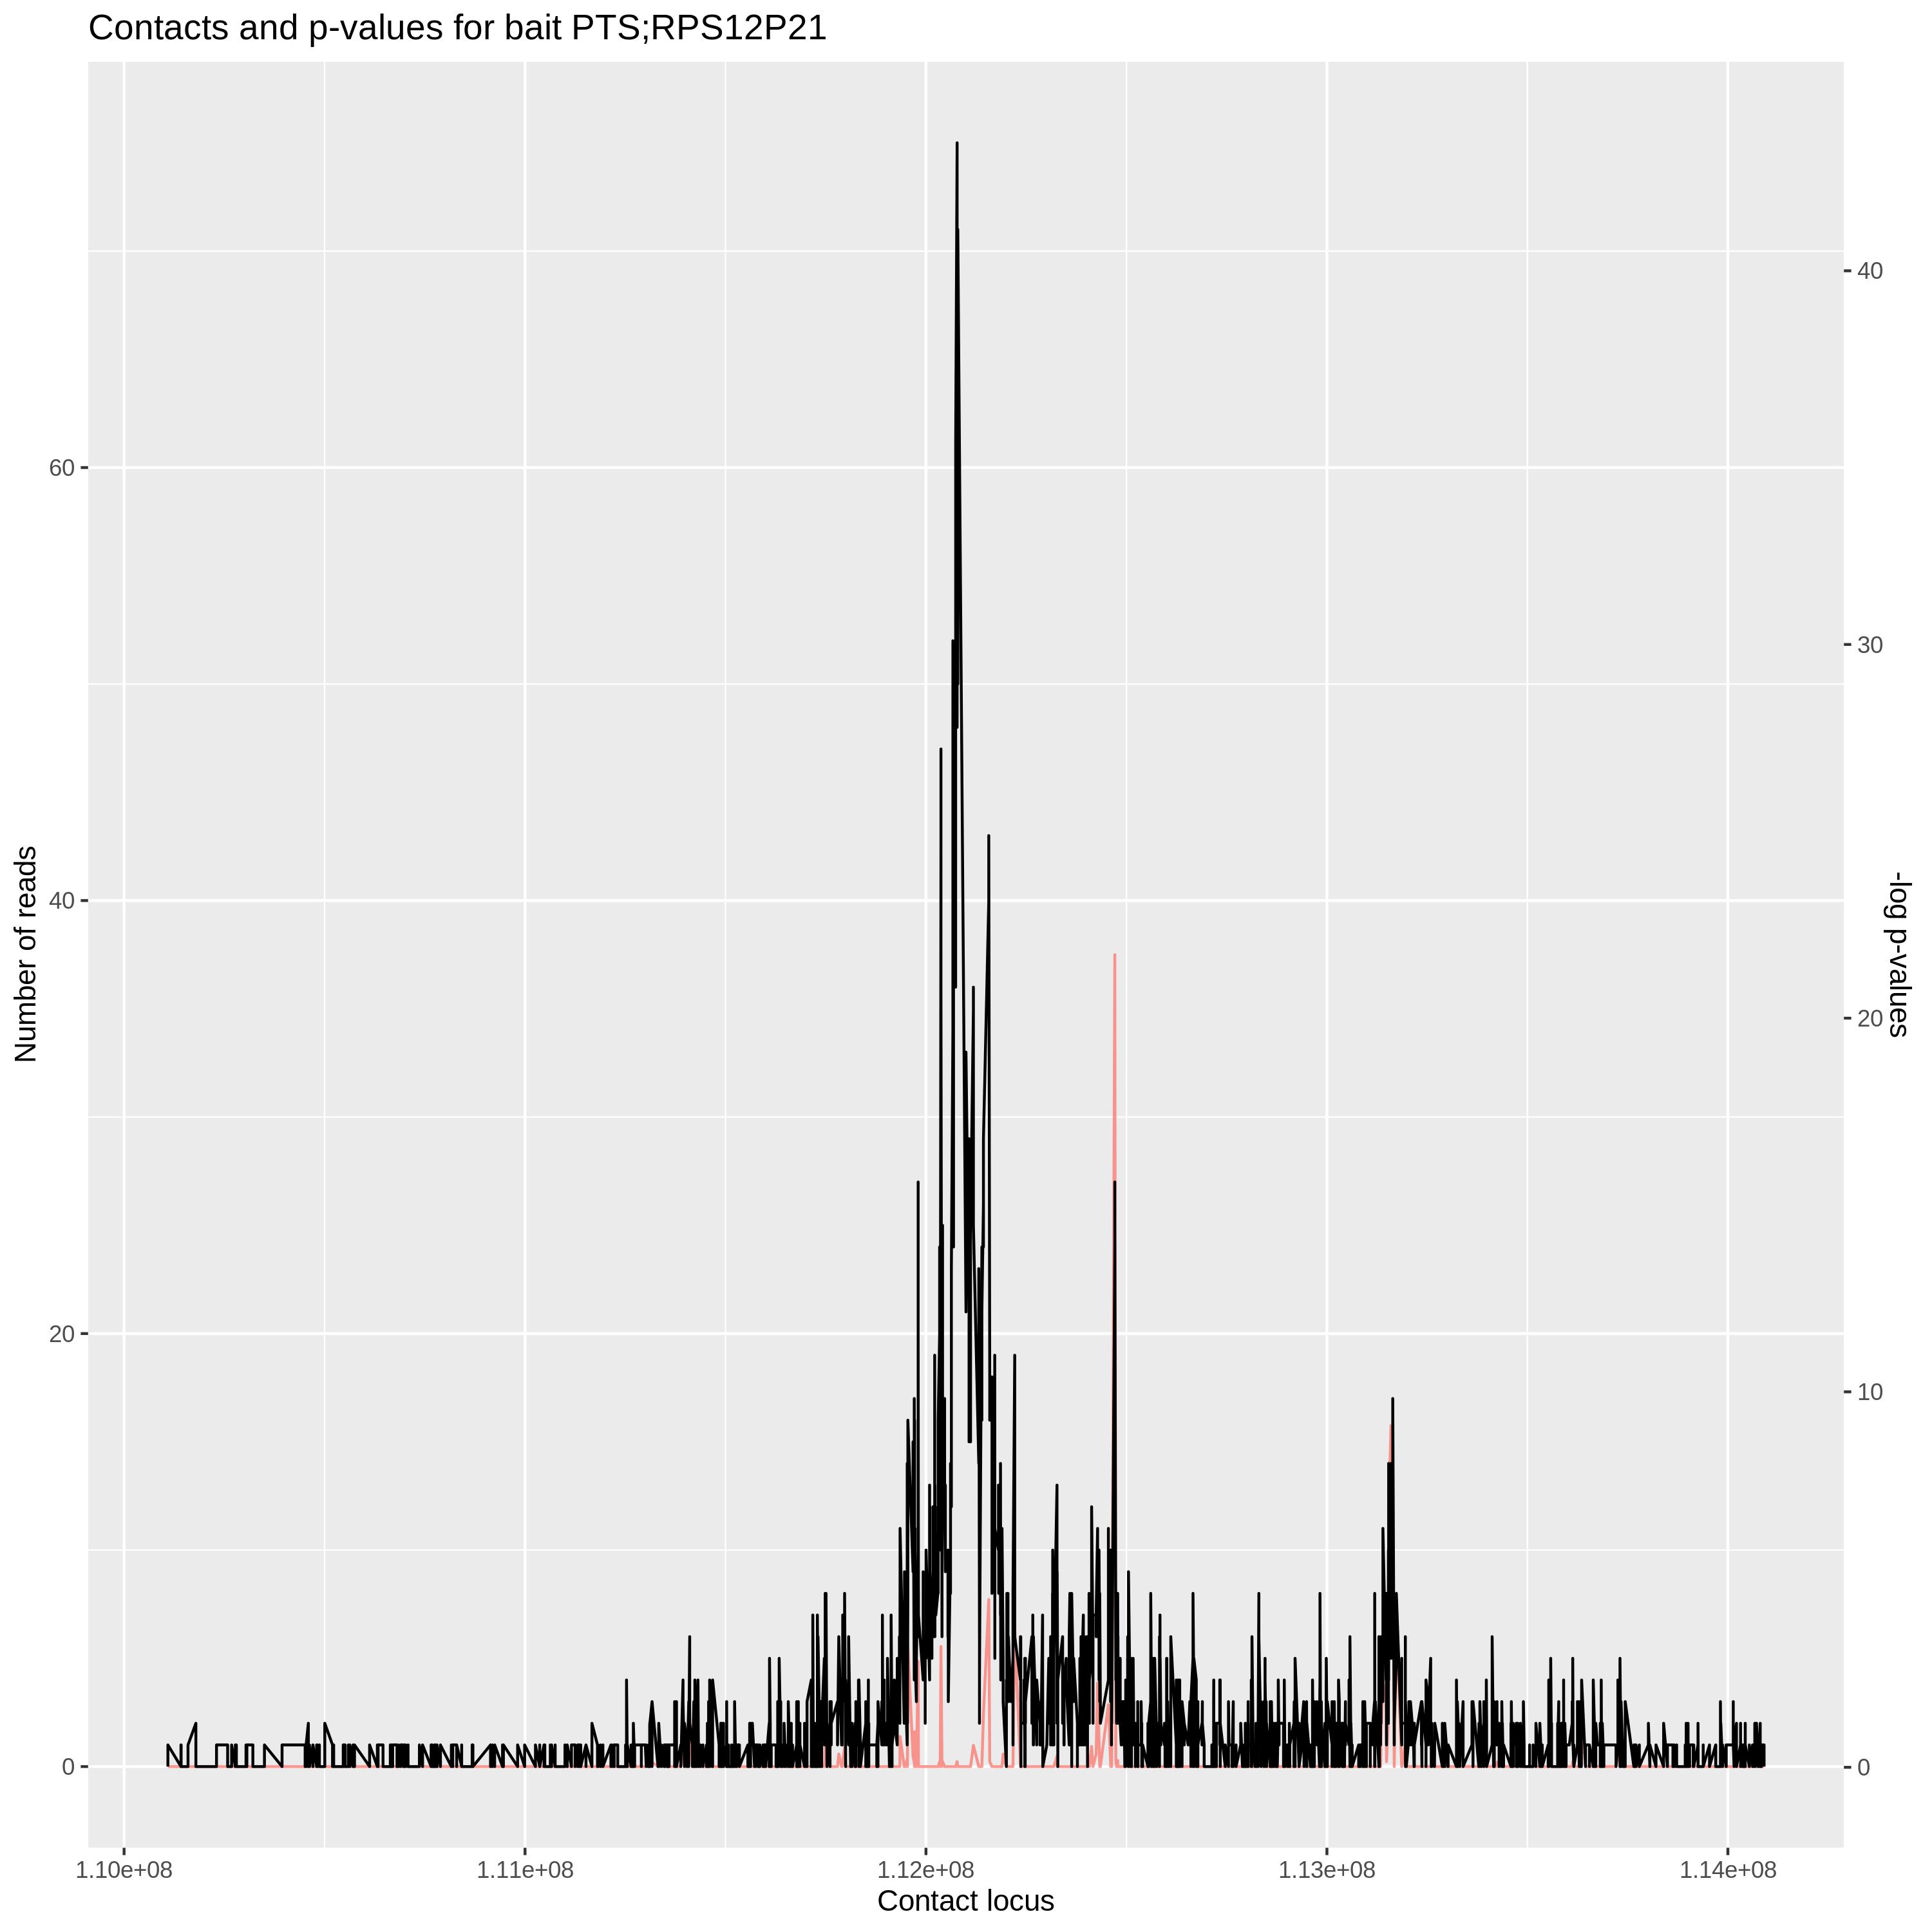 Contacts and p-values for bait PTS;RPS12P21
Number of reads
60
40
20
0
40
30
20
10
0
-log p-values
1.10e+08
1.11e+08
1.12e+08
1.13e+08
1.14e+08
Contact locus